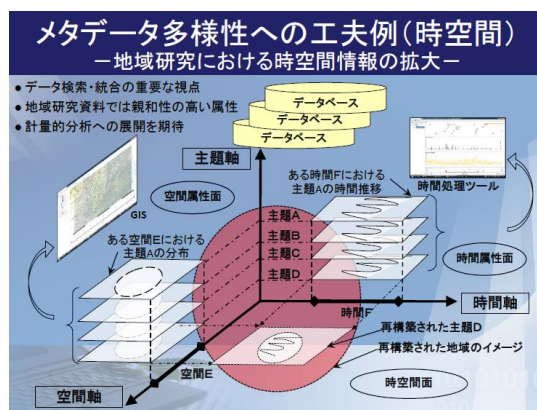 メタデータ多様性への工夫例(時空間)
－地域研究における時空間情報の拡大－
● データ検索・統合の重要な視点
● 地域研究資料では親和性の高い属性
● 計量的分析への展開を期待
データベース
データベース
データベース
主題軸
ある時間Fにおける
主題Aの時間推移
時間処理ツール
GIS
空間属性面
ある空間Eにおける
主題Aの分布
主題A
主題B
主題C
主題D
時間属性面
時間F
時間軸
再構築された主題D
再構築された地域のイメージ
空間E
空間軸
時空間面